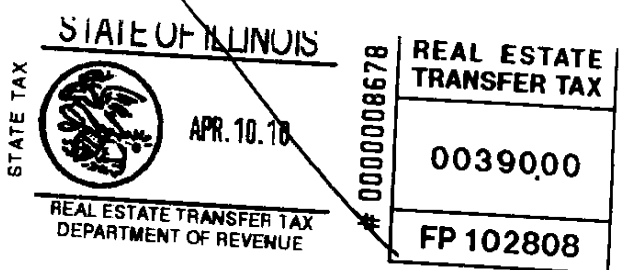 STATE OF ILLINOIS
STATE TAX
APR. 10. 10
REAL ESTATE TRANSFER TAX
DEPARTMENT OF REVENUE
# 0000008678
REAL ESTATE
TRANSFER TAX
00390,00
FP 102808